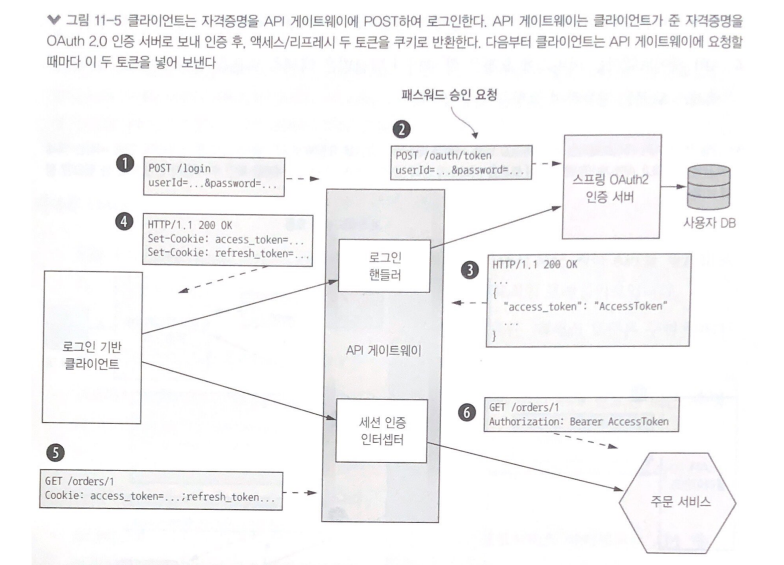 ❤ 그림 11-5 클라이언트는 자격증명을 API 게이트웨이에 POST하여 로그인한다. API 게이트웨이는 클라이언트가 준 자격증명을
OAuth 2.0 인증 서버로 보내 인증 후, 액세스/리프레시 두 토큰을 쿠키로 반환한다. 다음부터 클라이언트는 API 게이트웨이에 요청할
때마다 이 두 토큰을 넣어 보낸다
패스워드 승인 요청
2
POST /oauth/token
userId=...&password=...
1
POST /login
userId=...&password=...
스프링 OAuth2
인증 서버
사용자 DB
4
HTTP/1.1 200 OK
Set-Cookie: access_token=...
Set-Cookie: refresh_token=...
로그인
핸들러
3
HTTP/1.1 200 OK
...
{
"access_token": "AccessToken"
...
}
로그인 기반
클라이언트
API 게이트웨이
세션 인증
인터셉터
6
GET /orders/1
Authorization: Bearer AccessToken
5
GET /orders/1
Cookie: access_token=...;refresh_token...
주문 서비스